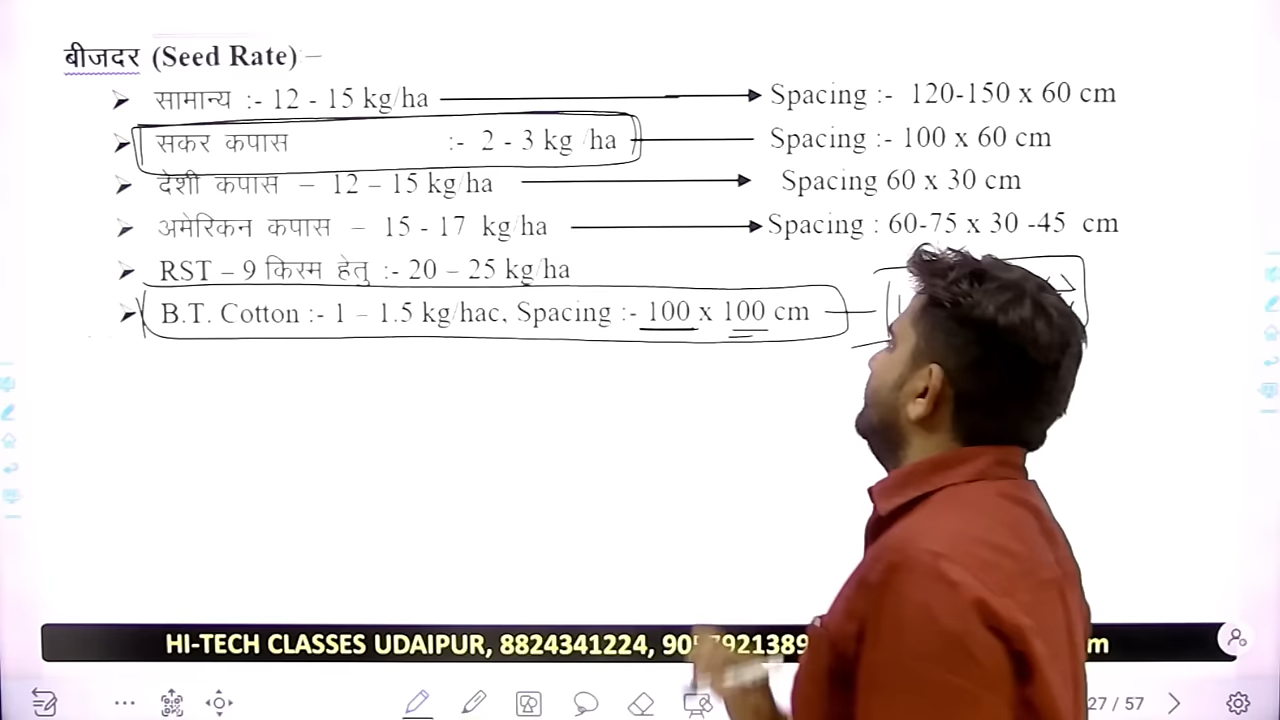 बीजदर (Seed Rate) –
➢ सामान्य :- 12 - 15 kg/ha Spacing :- 120-150 x 60 cm
➢ सकर कपास :- 2 - 3 kg /ha Spacing :- 100 x 60 cm
➢ देशी कपास – 12 – 15 kg/ha Spacing 60 x 30 cm
➢ अमेरिकन कपास – 15 - 17 kg/ha Spacing : 60-75 x 30 -45 cm
➢ RST – 9 किस्म हेतु :- 20 – 25 kg/ha
➢ B.T. Cotton :- 1 – 1.5 kg/hac, Spacing :- 100 x 100 cm
HI-TECH CLASSES UDAIPUR, 8824341224,
27 / 57